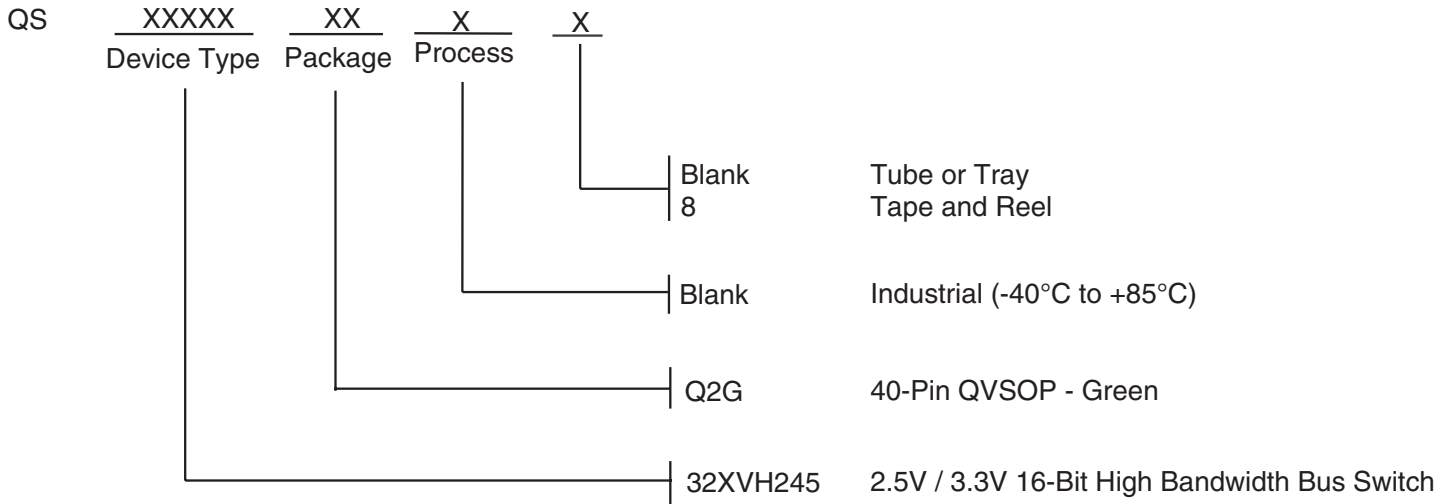 QS XXXXX XX X X
Device Type Package Process
Blank Tube or Tray
8 Tape and Reel
Blank Industrial (-40°C to +85°C)
Q2G 40-Pin QVSOP - Green
32XVH245 2.5V / 3.3V 16-Bit High Bandwidth Bus Switch